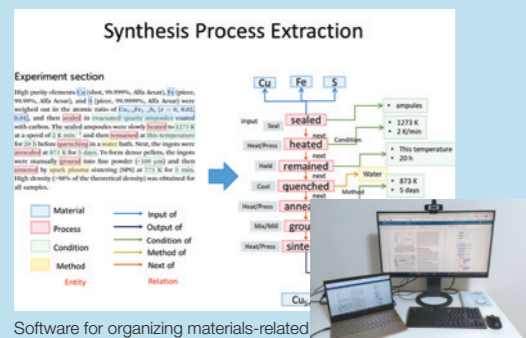 Synthesis Process Extraction
Experiment section
High purity elements Cu (shot, 99.999%, Alfa Aesar), Fe (piece,
99.99%, Alfa Aesar), and S (piece, 99.9999%, Alfa Aesar) were
weighed out in the atomic ratio of
and then sealed in evacuated quartz ampoules coated
with carbon. The sealed ampoules were slowly heated to 1273 K
at a speed of 2 K min⁻¹ and then remained at this temperature
for 20 h before quenching in a water bath. Next, the ingots were
annealed at 873 K for 5 days. To form dense pellets, the ingots
were manually ground into fine powder and then
sintered by spark plasma sintering (SPS) at 773 K for 5 min.
High density (>98% of the theoretical density) was obtained for
all samples.
Material
Process
Condition
Method
Entity
Input of
Output of
Condition of
Method of
Next of
Relation
Cu
Fe
S
input
Seal
sealed
• ampules
next
Condition
Heat/Press
heated
• 1273 K
• 2 K/min
next
Hold
remained
• This temperature
• 20 h
next
Water
Cool
quenched
Method
• 873 K
• 5 days
next
Heat/Press
annea
Mix/Mill
grou
next
Heat/Press
sinte
Cu
Software for organizing materials-related